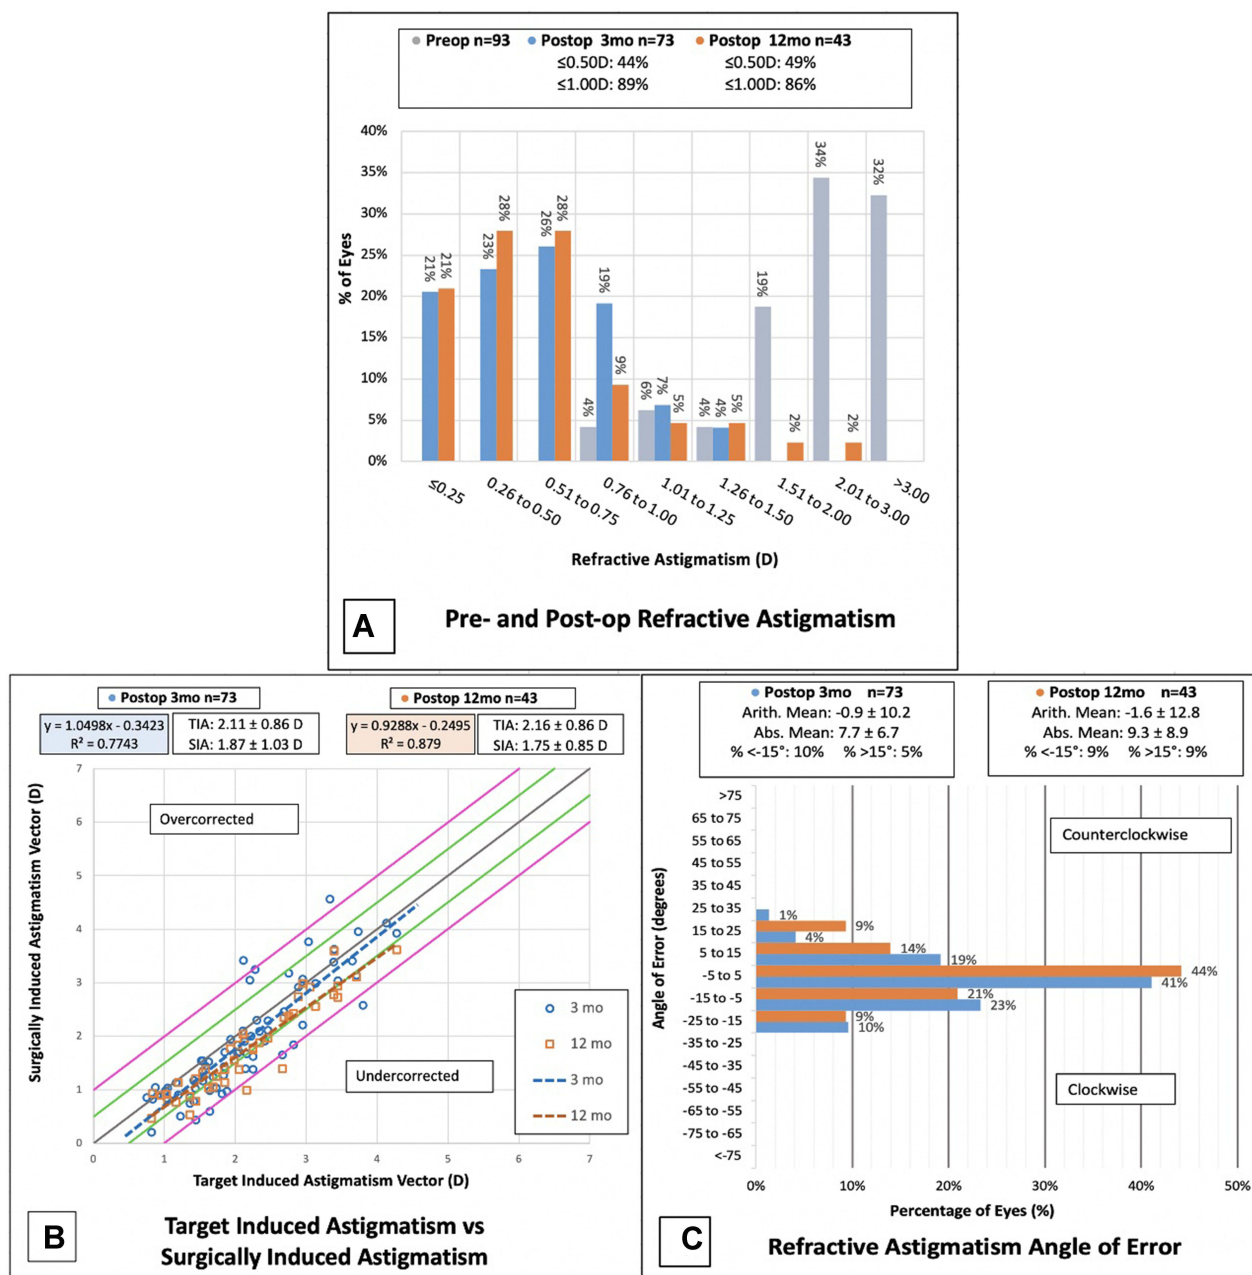 Preop n=93 Postop 3mo n=73 Postop 12mo n=43
≤0.50D: 44% ≤0.50D: 49%
≤1.00D: 89% ≤1.00D: 86%
40%
35%
30%
25%
20%
15%
10%
5%
0%
% of Eyes
21% 21%
23% 28%
26% 28%
4% 19% 9%
6% 7% 5%
4% 4% 5%
19% 2%
34% 2%
32%
≤0.25
0.26 to 0.50
0.51 to 0.75
0.76 to 1.00
1.01 to 1.25
1.26 to 1.50
1.51 to 2.00
2.01 to 3.00
>3.00
Refractive Astigmatism (D)
A
Pre- and Post-op Refractive Astigmatism
Postop 3mo n=73
y = 1.0498x - 0.3423
R² = 0.7743
TIA: 2.11 ± 0.86 D
SIA: 1.87 ± 1.03 D
Postop 12mo n=43
y = 0.9288x - 0.2495
R² = 0.879
TIA: 2.16 ± 0.86 D
SIA: 1.75 ± 0.85 D
Surgically Induced Astigmatism Vector (D)
7
6
5
4
3
2
1
0
Overcorrected
Undercorrected
3 mo
12 mo
3 mo
12 mo
0 1 2 3 4 5 6 7
Target Induced Astigmatism Vector (D)
B
Target Induced Astigmatism vs
Surgically Induced Astigmatism
Postop 3mo n=73
Arith. Mean: -0.9 ± 10.2
Abs. Mean: 7.7 ± 6.7
% <-15°: 10% % >15°: 5%
Postop 12mo n=43
Arith. Mean: -1.6 ± 12.8
Abs. Mean: 9.3 ± 8.9
% <-15°: 9% % >15°: 9%
Angle of Error (degrees)
>75
65 to 75
55 to 65
45 to 55
35 to 45
25 to 35
15 to 25
5 to 15
-5 to 5
-15 to -5
-25 to -15
-35 to -25
-45 to -35
-55 to -45
-65 to -55
-75 to -65
<-75
Counterclockwise
1%
9%
4%
14%
19%
44%
41%
21%
23%
9%
10%
Clockwise
0% 10% 20% 30% 40% 50%
Percentage of Eyes (%)
C
Refractive Astigmatism Angle of Error